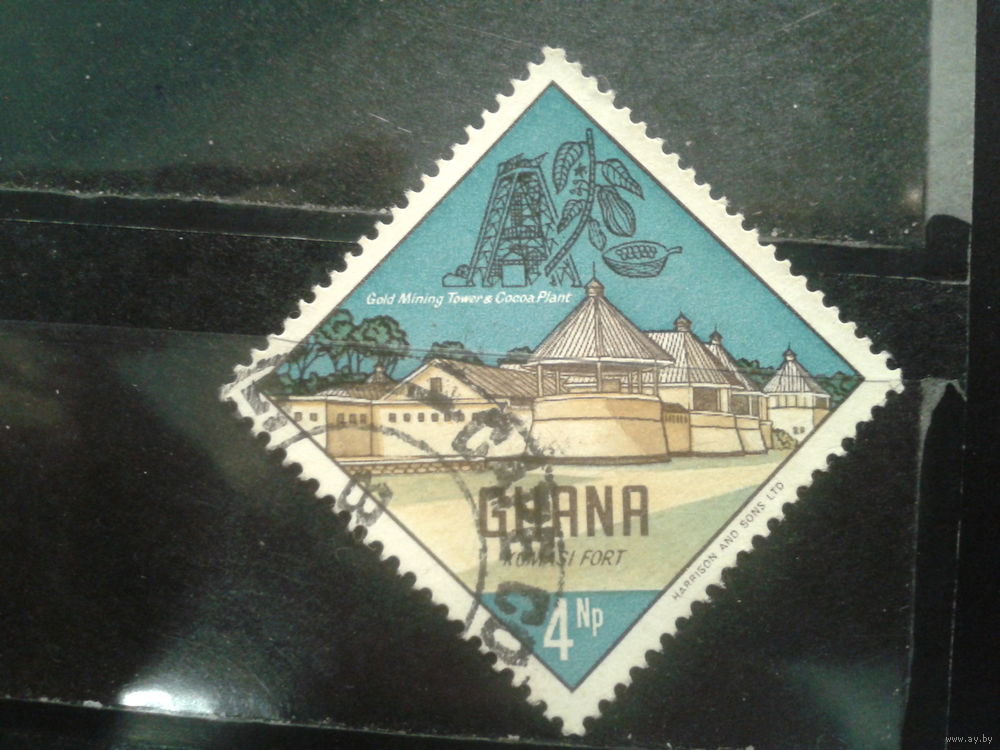 Gold Mining Tower & Cocoa Plant
GHANA
KUMASI FORT
4 Np
HARRISON AND SONS LTD
www.ay.by